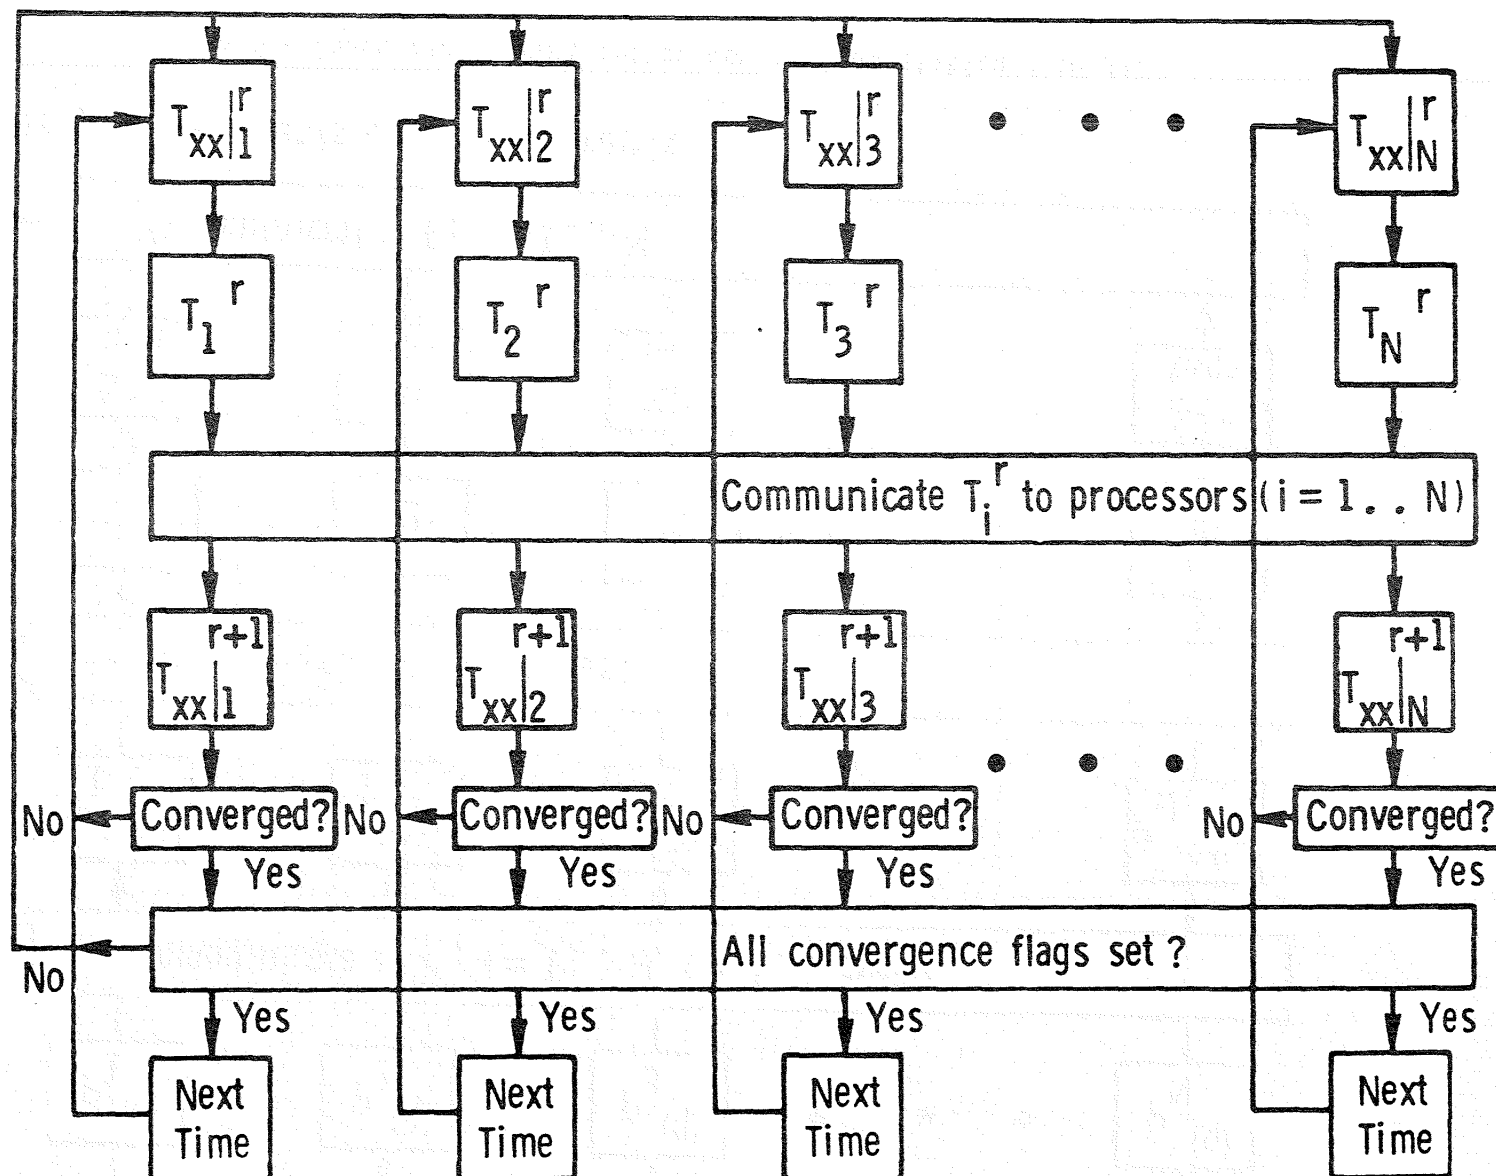 T_xx|_1^r T_xx|_2^r T_xx|_3^r • • • T_xx|_N^r
T_1^r T_2^r T_3^r T_N^r
Communicate T_i^r to processors (i = 1 . . N)
T_xx|_1^r+1 T_xx|_2^r+1 T_xx|_3^r+1 T_xx|_N^r+1
• • •
No Converged? No Converged? No Converged? No Converged?
Yes Yes Yes Yes
All convergence flags set ?
No
Yes Yes Yes Yes
Next Next Next Next
Time Time Time Time